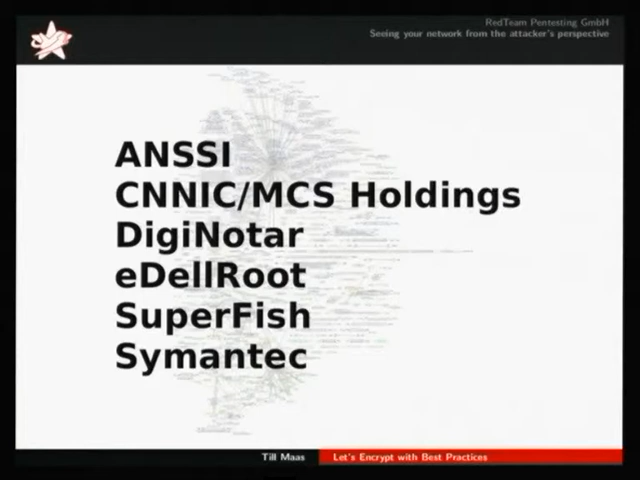 RedTeam Pentesting GmbH
Seeing your network from the attacker's perspective
ANSSI
CNNIC/MCS Holdings
DigiNotar
eDellRoot
SuperFish
Symantec
Till Maas
Let's Encrypt with Best Practices